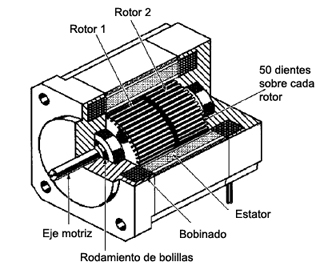 Rotor 2
Rotor 1
50 dientes
sobre cada
rotor
Estator
Bobinado
Eje motriz
Rodamiento de bolillas